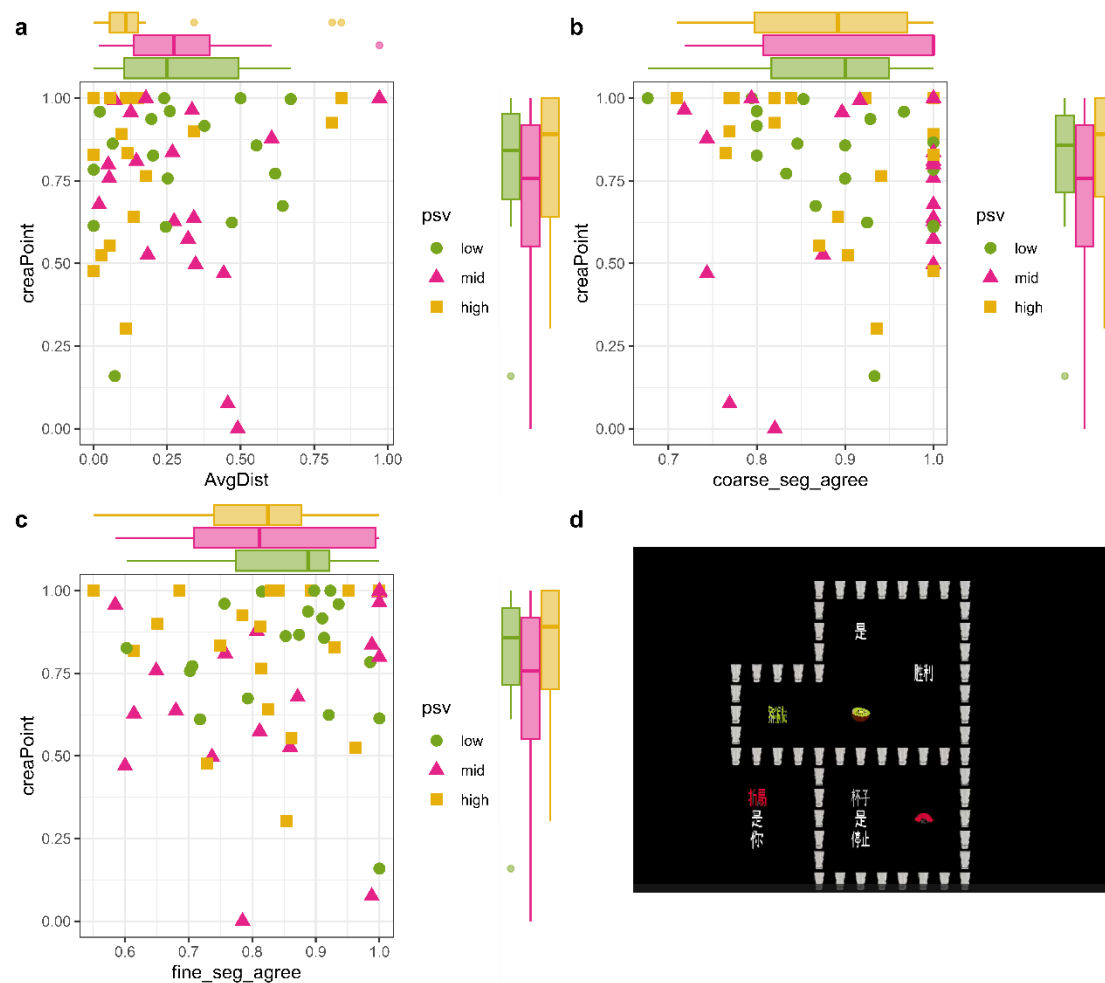 a
creaPoint
1.00
0.75
0.50
0.25
0.00
0.00 0.25 0.50 0.75 1.00
AvgDist
psv
low
mid
high
b
creaPoint
1.00
0.75
0.50
0.25
0.00
0.7 0.8 0.9 1.0
coarse_seg_agree
psv
low
mid
high
c
creaPoint
1.00
0.75
0.50
0.25
0.00
0.6 0.7 0.8 0.9 1.0
fine_seg_agree
psv
low
mid
high
d
是
胜利
是
你
杯子
是
停止